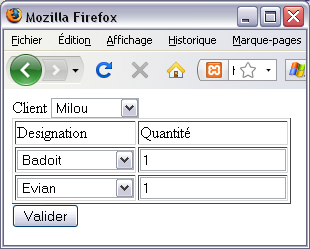 Mozilla Firefox
Fichier Édition Affichage Historique Marque-pages
Client Milou
Designation Quantité
Badoit 1
Evian 1
Valider